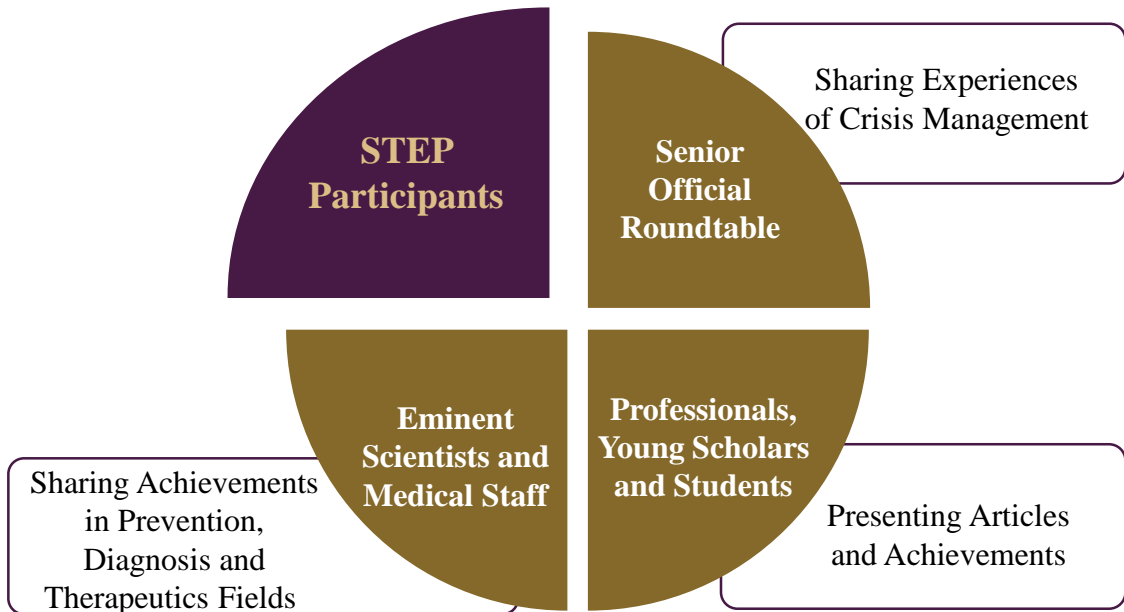 STEP
Participants
Senior
Official
Roundtable
Sharing Experiences
of Crisis Management
Eminent
Scientists and
Medical Staff
Sharing Achievements
in Prevention,
Diagnosis and
Therapeutics Fields
Professionals,
Young Scholars
and Students
Presenting Articles
and Achievements